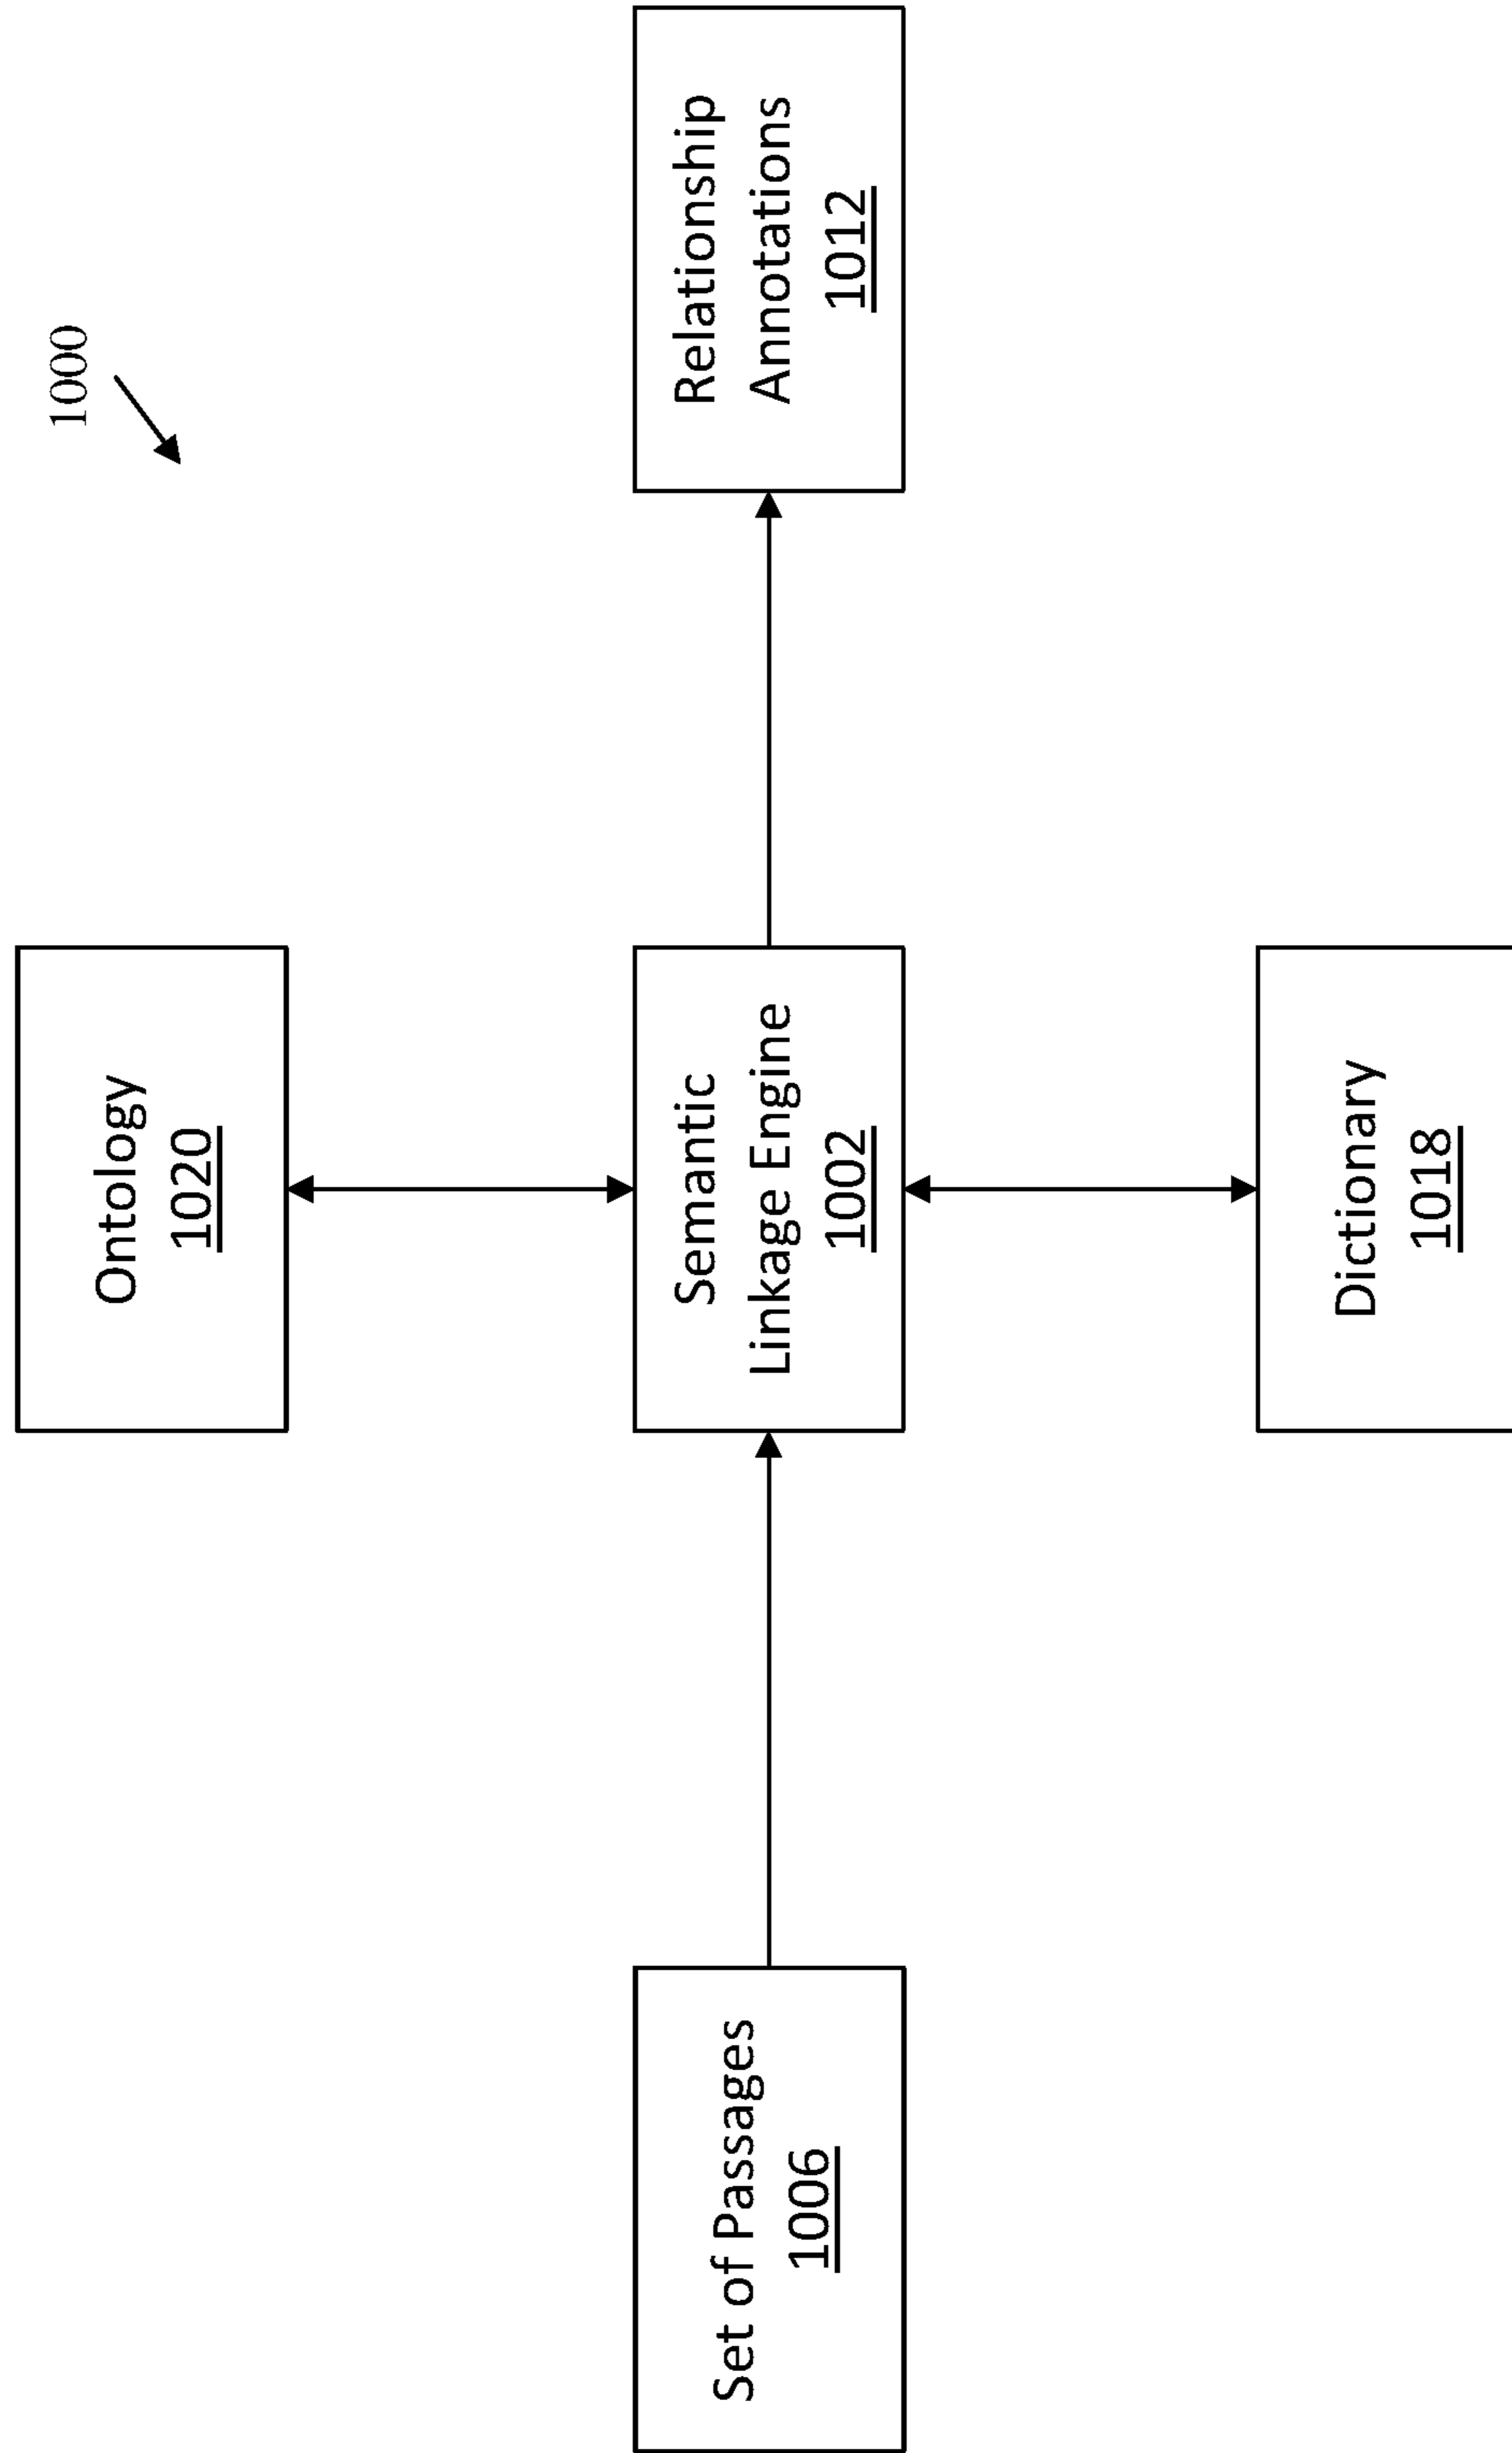 1000
Ontology
1020
Set of Passages
1006
Semantic
Linkage Engine
1002
Relationship
Annotations
1012
Dictionary
1018